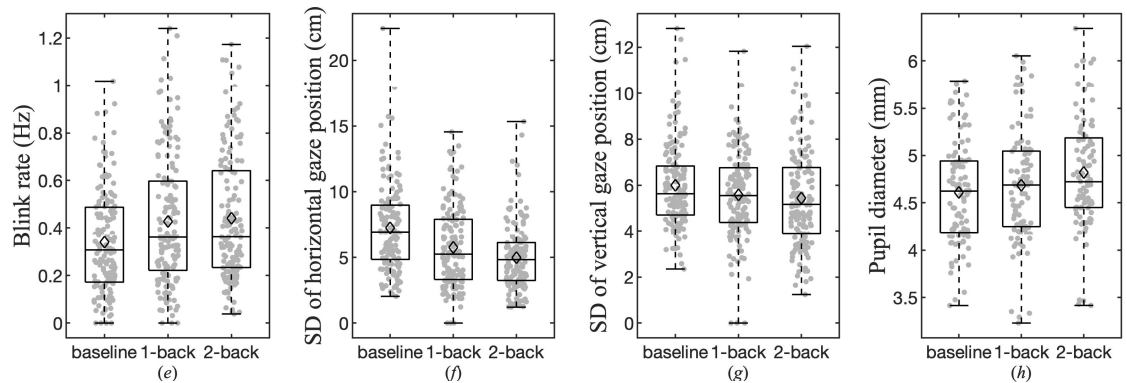 Blink rate (Hz)
1.2
1
0.8
0.6
0.4
0.2
0
baseline 1-back 2-back
(e)
SD of horizontal gaze position (cm)
20
15
10
5
0
baseline 1-back 2-back
(f)
SD of vertical gaze position (cm)
12
10
8
6
4
2
0
baseline 1-back 2-back
(g)
Pupil diameter (mm)
6
5.5
5
4.5
4
3.5
baseline 1-back 2-back
(h)